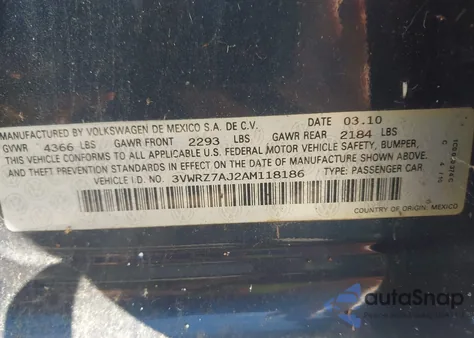 MANUFACTURED BY VOLKSWAGEN DE MEXICO S.A. DE C.V. DATE 03.10
GVWR 4366 LBS GAWR FRONT 2293 LBS GAWR REAR 2184 LBS
THIS VEHICLE CONFORMS TO ALL APPLICABLE U.S. FEDERAL MOTOR VEHICLE SAFETY, BUMPER,
AND THEFT PREVENTION STANDARDS IN EFFECT ON THE DATE OF MANUFACTURE SHOWN ABOVE.
VEHICLE I.D. NO. 3VWRZ7AJ2AM118186 TYPE: PASSENGER CAR
COUNTRY OF ORIGIN: MEXICO
autoSnap